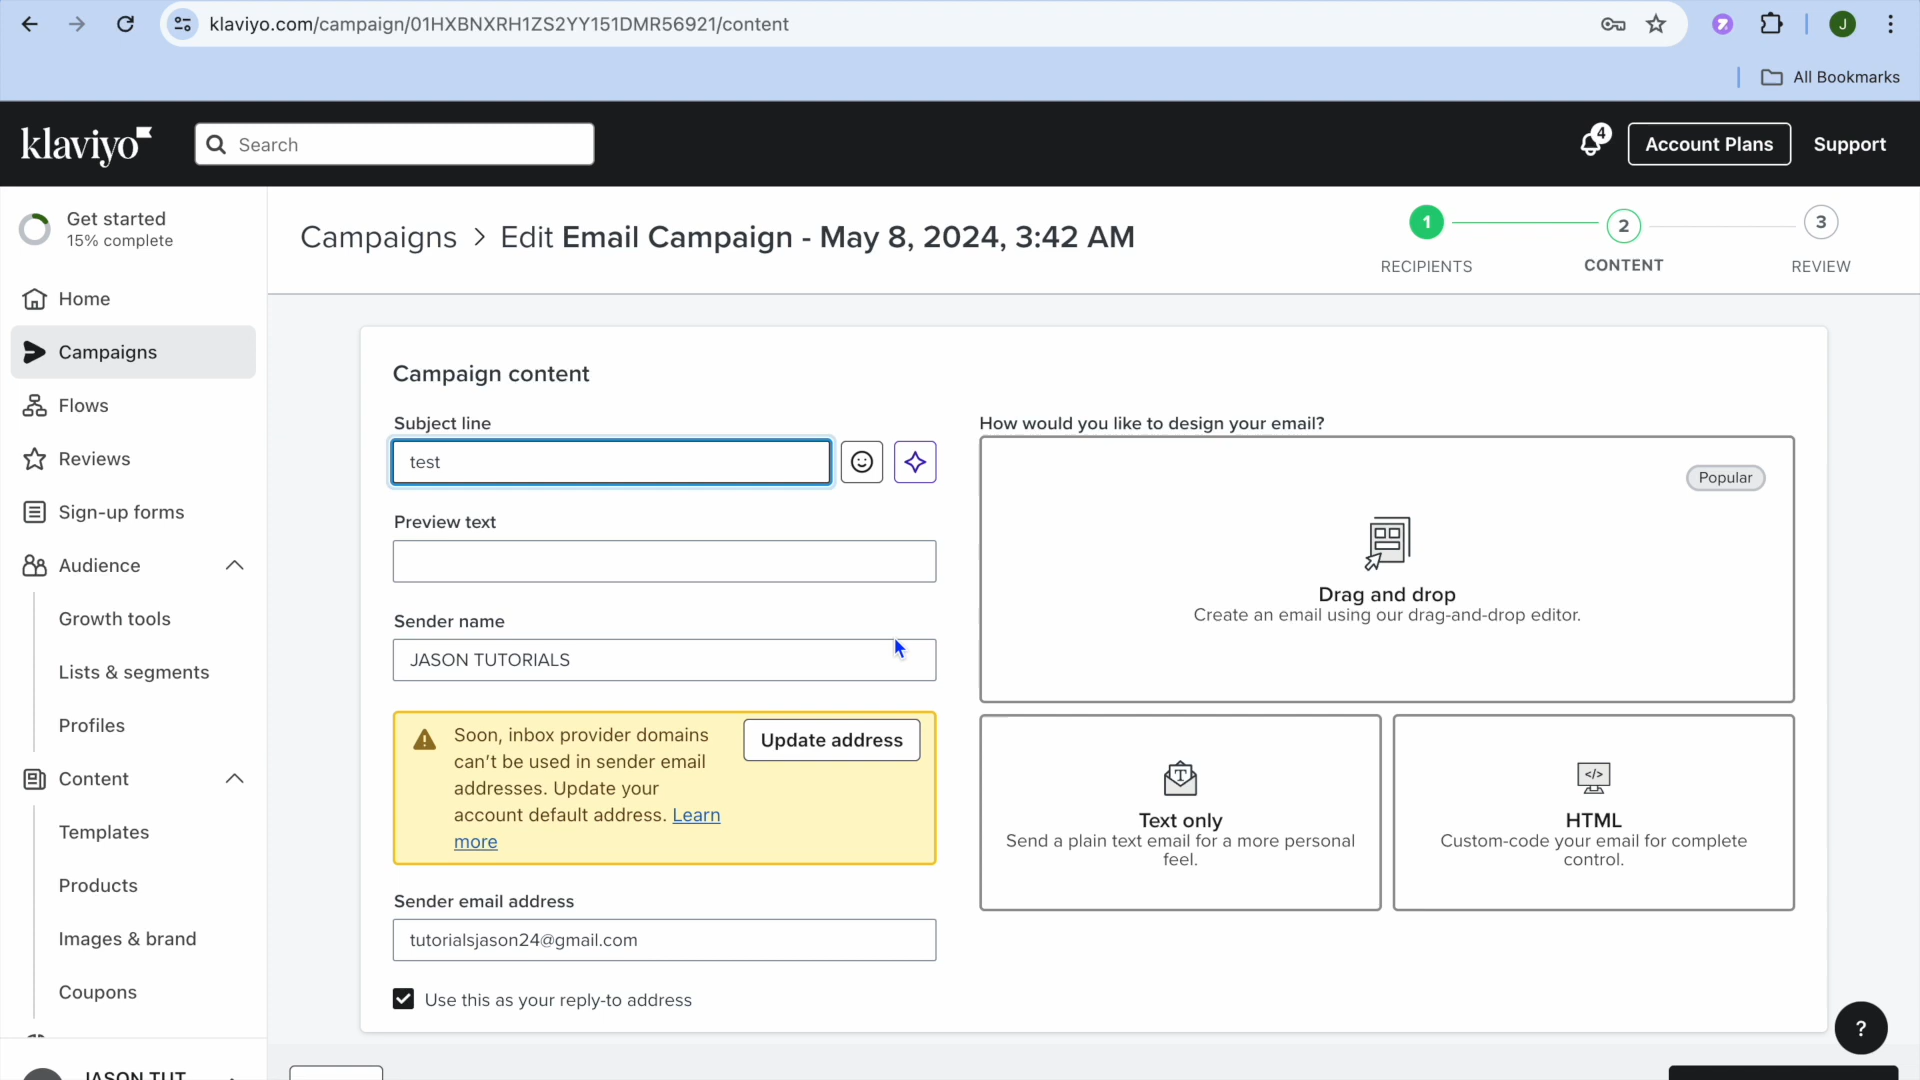 klaviyo.com/campaign/01HXBNXRH1ZS2YY151DMR56921/content
J
All Bookmarks
klaviyo
Search
4
Account Plans
Support
Get started
15% complete
Home
Campaigns
Flows
Reviews
Sign-up forms
Audience
Growth tools
Lists & segments
Profiles
Content
Templates
Products
Images & brand
Coupons
JASON TUT
Campaigns > Edit Email Campaign - May 8, 2024, 3:42 AM
1
2
3
RECIPIENTS
CONTENT
REVIEW
Campaign content
Subject line
test
Preview text
Sender name
JASON TUTORIALS
Soon, inbox provider domains
can't be used in sender email
addresses. Update your
account default address. Learn
more
Update address
Sender email address
tutorialsjason24@gmail.com
Use this as your reply-to address
How would you like to design your email?
Popular
Drag and drop
Create an email using our drag-and-drop editor.
T
Text only
Send a plain text email for a more personal
feel.
</>
HTML
Custom-code your email for complete
control.
?